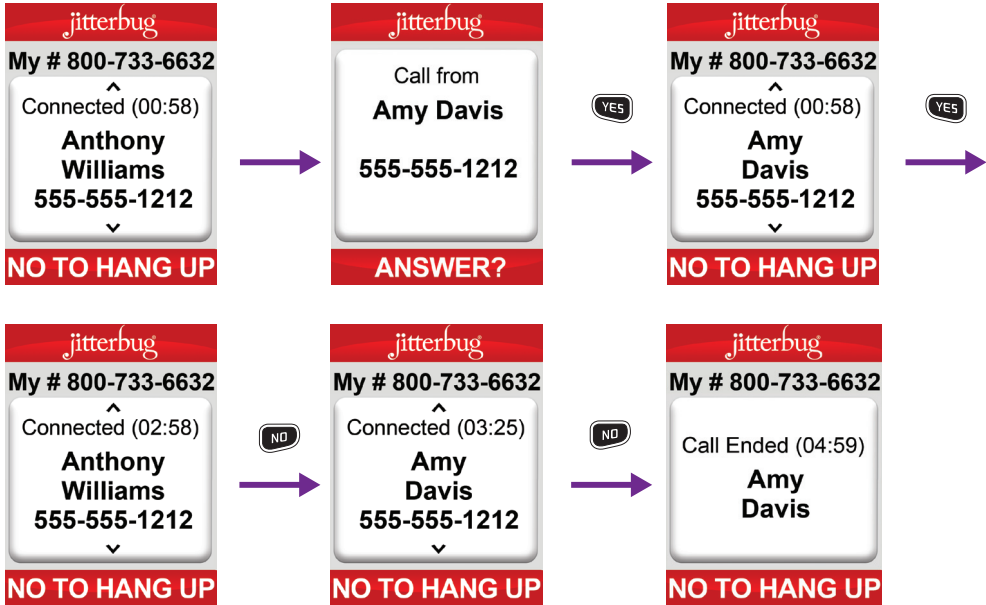 jitterbug
My # 800-733-6632
Connected (00:58)
Anthony
Williams
555-555-1212
NO TO HANG UP
jitterbug
Call from
Amy Davis
555-555-1212
ANSWER?
YES
jitterbug
My # 800-733-6632
Connected (00:58)
Amy
Davis
555-555-1212
NO TO HANG UP
YES
jitterbug
My # 800-733-6632
Connected (02:58)
Anthony
Williams
555-555-1212
NO TO HANG UP
NO
jitterbug
My # 800-733-6632
Connected (03:25)
Amy
Davis
555-555-1212
NO TO HANG UP
NO
jitterbug
My # 800-733-6632
Call Ended (04:59)
Amy
Davis
NO TO HANG UP